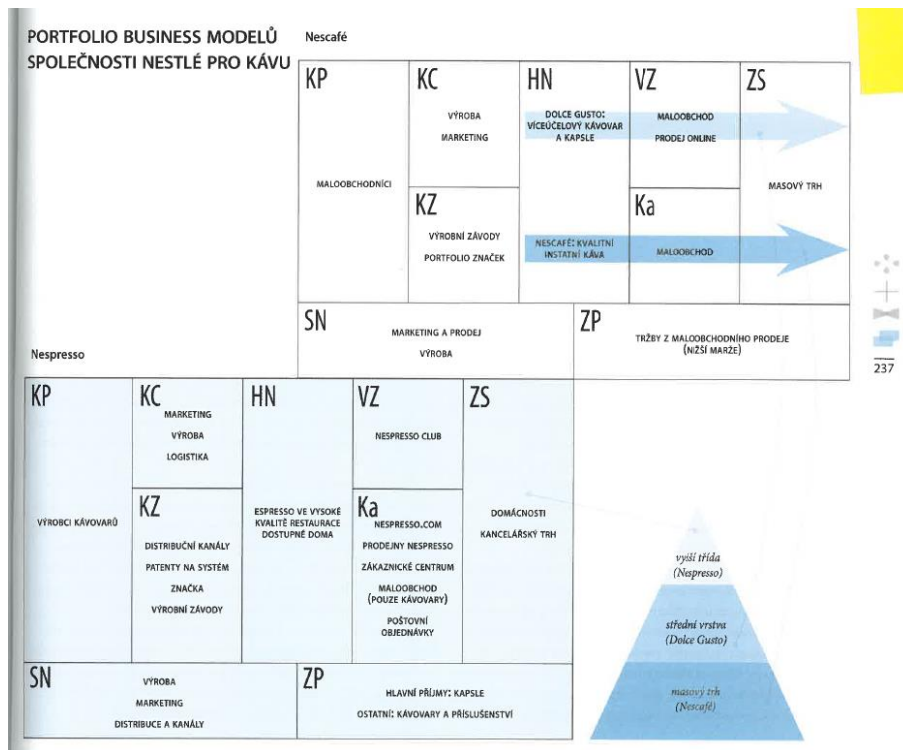 PORTFOLIO BUSINESS MODELŮ
SPOLEČNOSTI NESTLÉ PRO KÁVU
Nescafé
KP
MALOOBCHODNÍCI
KC
VÝROBA
MARKETING
KZ
VÝROBNÍ ZÁVODY
PORTFOLIO ZNAČEK
HN
DOLCE GUSTO:
VÍCEÚČELOVÝ KÁVOVAR
A KAPSLE
NESCAFÉ: KVALITNÍ
INSTATNÍ KÁVA
VZ
MALOOBCHOD
PRODEJ ONLINE
Ka
MALOOBCHOD
ZS
MASOVÝ TRH
SN
MARKETING A PRODEJ
VÝROBA
ZP
TRŽBY Z MALOOBCHODNÍHO PRODEJE
(NIŽŠÍ MARŽE)
237
Nespresso
KP
VÝROBCI KÁVOVARŮ
KC
MARKETING
VÝROBA
LOGISTIKA
KZ
DISTRIBUČNÍ KANÁLY
PATENTY NA SYSTÉM
ZNAČKA
VÝROBNÍ ZÁVODY
HN
ESPRESSO VE VYSOKÉ
KVALITĚ RESTAURACE
DOSTUPNÉ DOMA
VZ
NESPRESSO CLUB
Ka
NESPRESSO.COM
PRODEJNY NESPRESSO
ZÁKAZNICKÉ CENTRUM
MALOOBCHOD
(POUZE KÁVOVARY)
POŠTOVNÍ
OBJEDNÁVKY
ZS
DOMÁCNOSTI
KANCELÁŘSKÝ TRH
SN
VÝROBA
MARKETING
DISTRIBUCE A KANÁLY
ZP
HLAVNÍ PŘÍJMY: KAPSLE
OSTATNÍ: KÁVOVARY A PŘÍSLUŠENSTVÍ
vyšší třída
(Nespresso)
střední vrstva
(Dolce Gusto)
masový trh
(Nescafé)